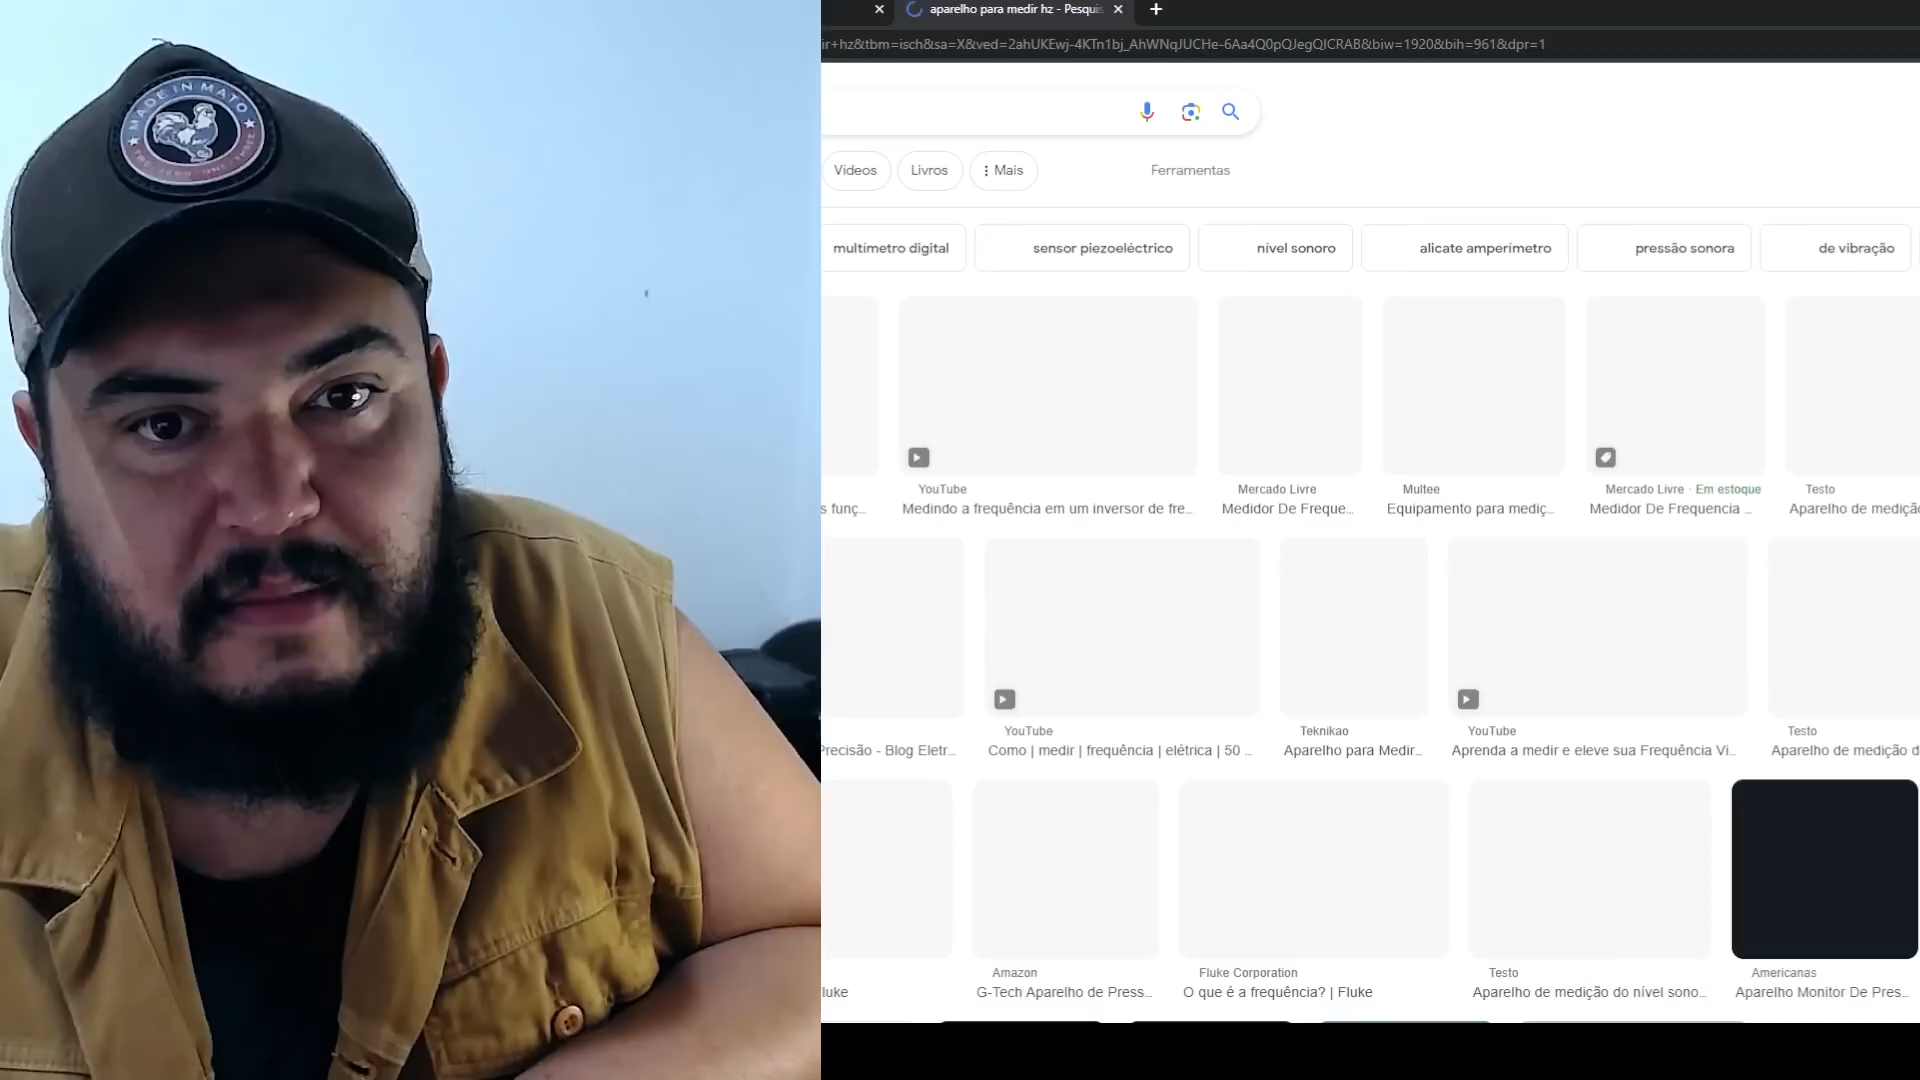 MADE IN MATO
aparelho para medir hz - Pesquis
ir+hz&tbm=isch&sa=X&ved=2ahUKEwj-4KTn1bj_AhWNqJUCHe-6Aa4Q0pQJegQICRAB&biw=1920&bih=961&dpr=1
Vídeos Livros Mais Ferramentas
multímetro digital sensor piezoeléctrico nível sonoro alicate amperímetro pressão sonora de vibração
YouTube Mercado Livre Multee Mercado Livre · Em estoque Testo
s funç... Medindo a frequência em um inversor de fre... Medidor De Freque... Equipamento para mediç... Medidor De Frequencia ... Aparelho de medição
YouTube Teknikao YouTube Testo
Precisão - Blog Eletr... Como | medir | frequência | elétrica | 50 ... Aparelho para Medir... Aprenda a medir e eleve sua Frequência Vi... Aparelho de medição d
Amazon Fluke Corporation Testo Americanas
luke G-Tech Aparelho de Press... O que é a frequência? | Fluke Aparelho de medição do nível sono... Aparelho Monitor De Pres...